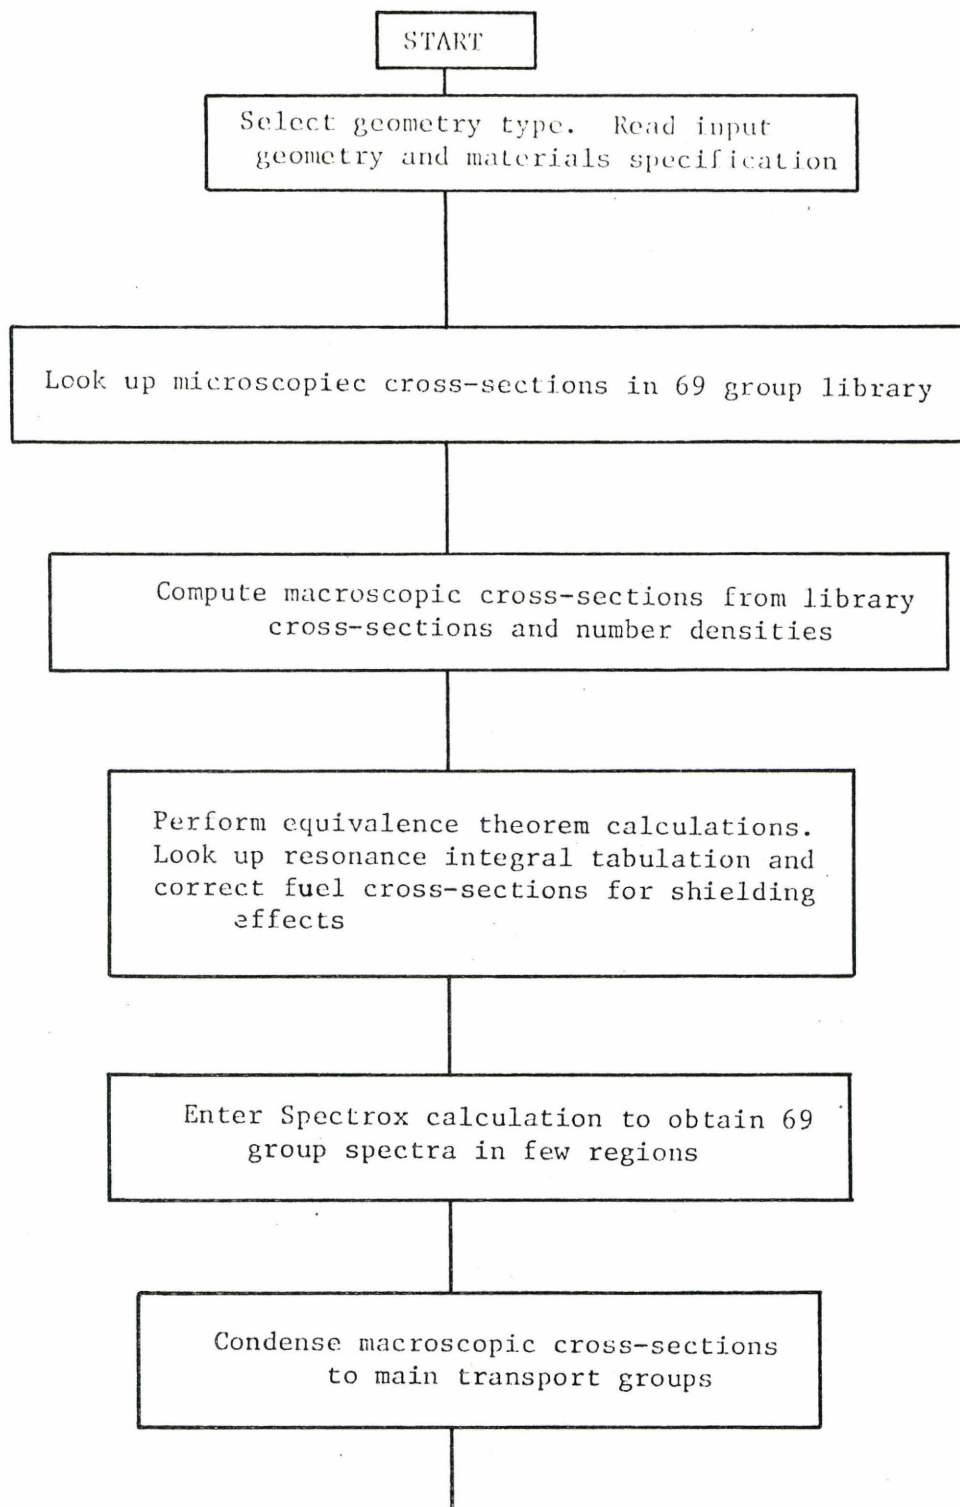 START
Select geometry type. Read input
geometry and materials specification
Look up microscopiec cross-sections in 69 group library
Compute macroscopic cross-sections from library
cross-sections and number densities
Perform equivalence theorem calculations.
Look up resonance integral tabulation and
correct fuel cross-sections for shielding
effects
Enter Spectrox calculation to obtain 69
group spectra in few regions
Condense macroscopic cross-sections
to main transport groups